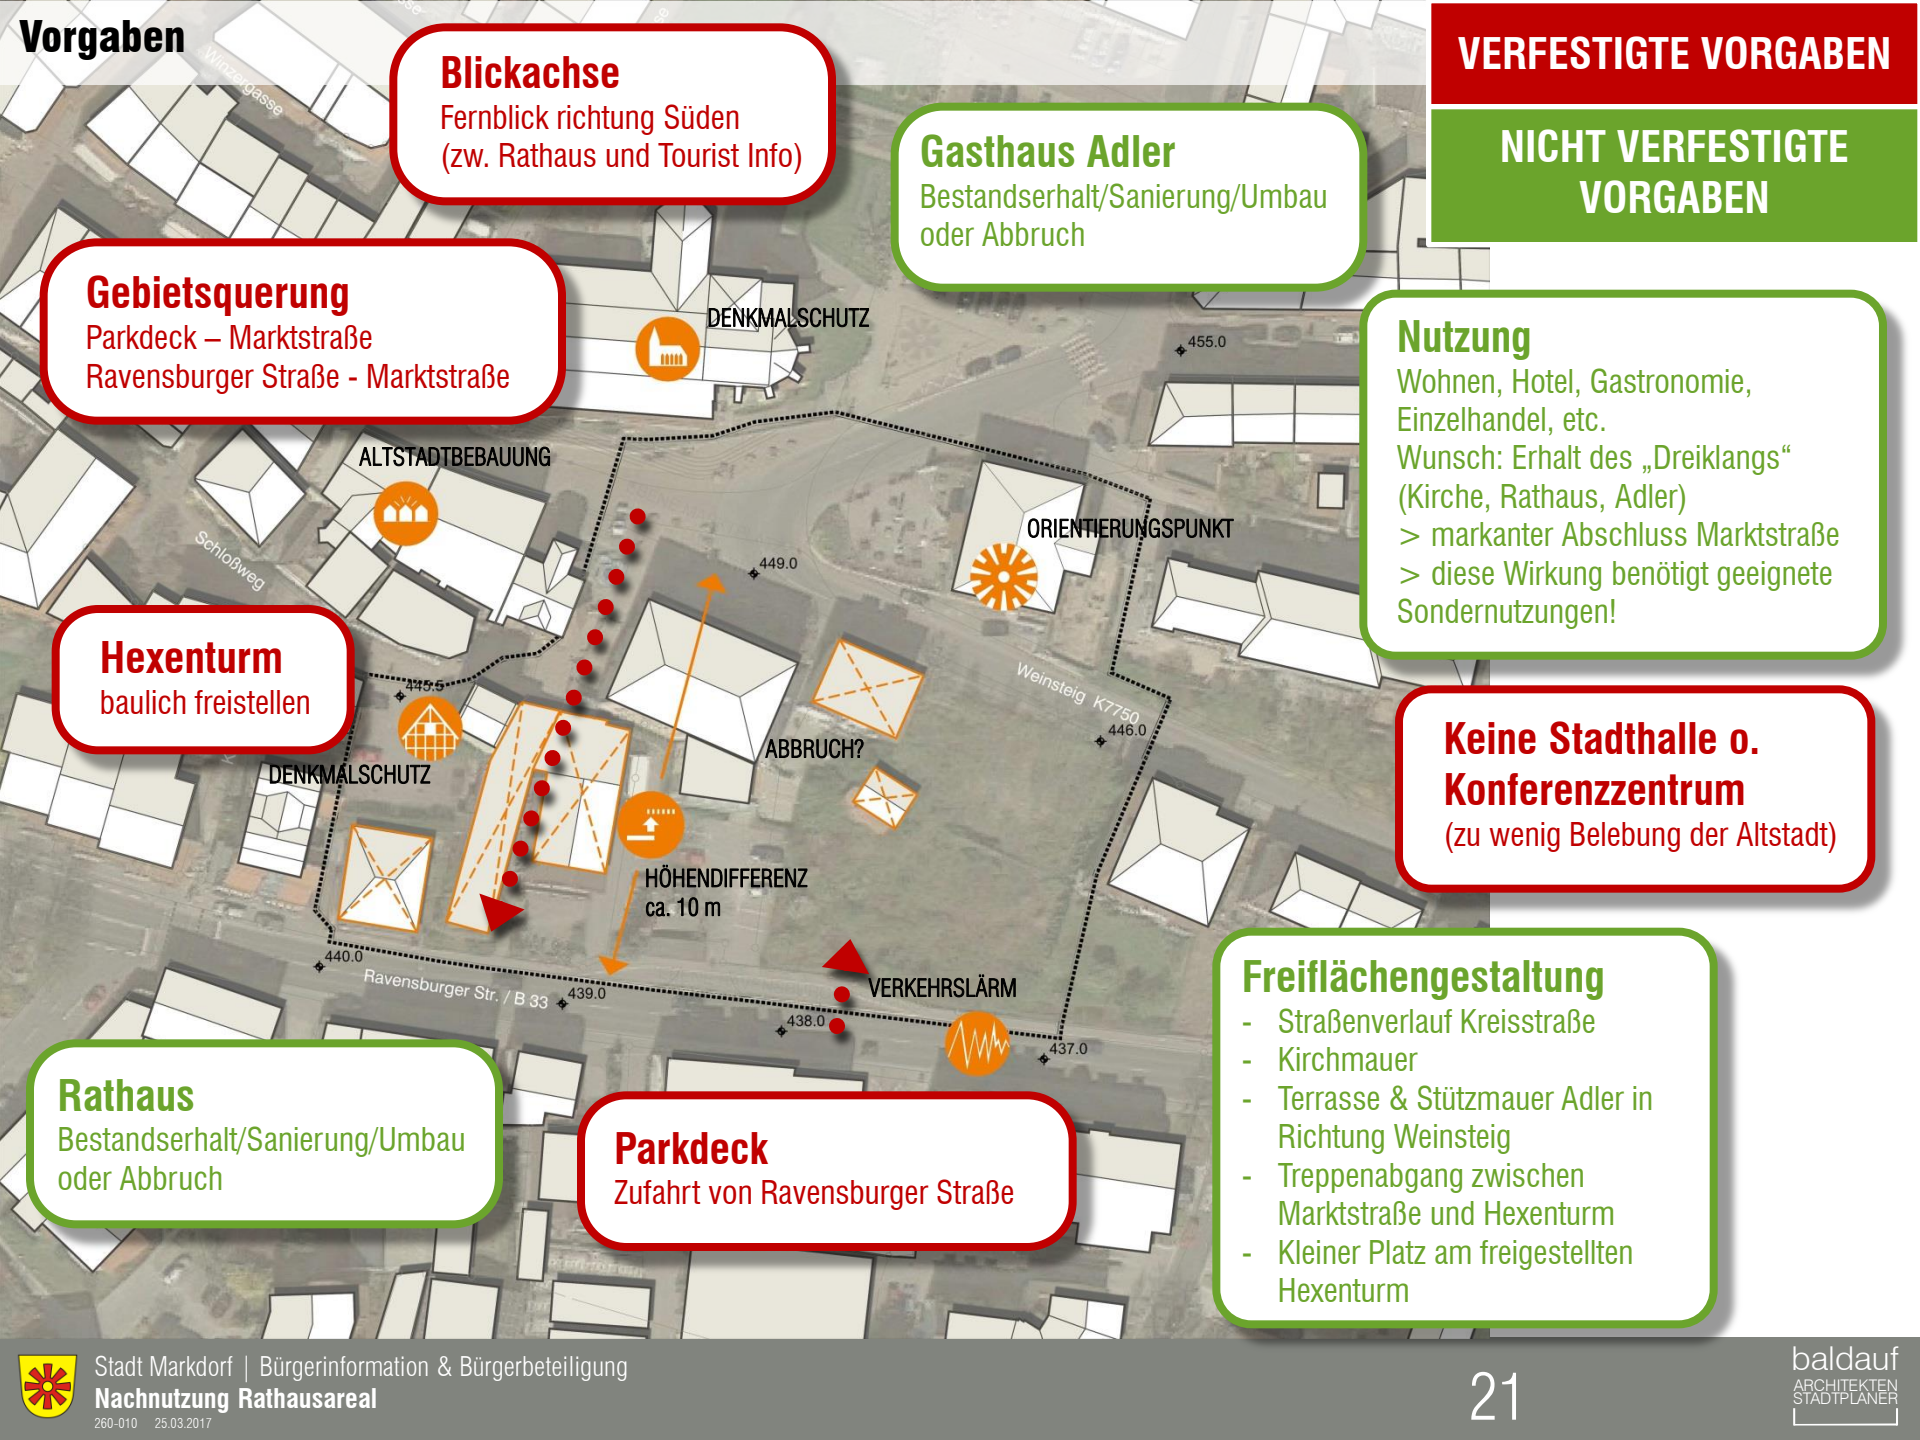 Vorgaben
VERFESTIGTE VORGABEN
NICHT VERFESTIGTE
VORGABEN
Blickachse
Fernblick richtung Süden
(zw. Rathaus und Tourist Info)
Gasthaus Adler
Bestandserhalt/Sanierung/Umbau
oder Abbruch
Gebietsquerung
Parkdeck – Marktstraße
Ravensburger Straße - Marktstraße
Nutzung
Wohnen, Hotel, Gastronomie,
Einzelhandel, etc.
Wunsch: Erhalt des „Dreiklangs“
(Kirche, Rathaus, Adler)
> markanter Abschluss Marktstraße
> diese Wirkung benötigt geeignete
Sondernutzungen!
Hexenturm
baulich freistellen
Keine Stadthalle o.
Konferenzzentrum
(zu wenig Belebung der Altstadt)
Freiflächengestaltung
- Straßenverlauf Kreisstraße
- Kirchmauer
- Terrasse & Stützmauer Adler in
Richtung Weinsteig
- Treppenabgang zwischen
Marktstraße und Hexenturm
- Kleiner Platz am freigestellten
Hexenturm
Rathaus
Bestandserhalt/Sanierung/Umbau
oder Abbruch
Parkdeck
Zufahrt von Ravensburger Straße
Winzergasse
DENKMALSCHUTZ
455.0
ALTSTADTBEBAUUNG
Schloßweg
ORIENTIERUNGSPUNKT
449.0
445.5
Weinsteig K7750
446.0
DENKMALSCHUTZ
ABBRUCH?
HÖHENDIFFERENZ
ca. 10 m
440.0
Ravensburger Str. / B 33
439.0
VERKEHRSLÄRM
438.0
437.0
Stadt Markdorf | Bürgerinformation & Bürgerbeteiligung
Nachnutzung Rathausareal
260-010 25.03.2017
21
baldauf
ARCHITEKTEN
STADTPLANER